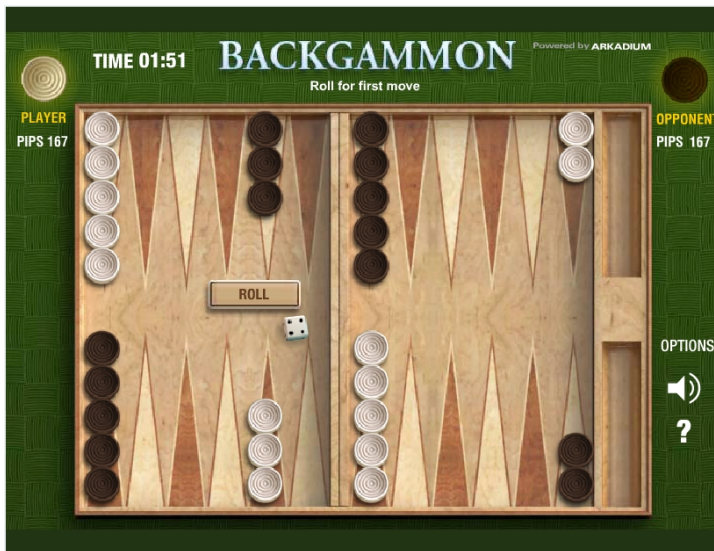 TIME 01:51
BACKGAMMON
Powered by ARKADIUM
Roll for first move
PLAYER
PIPS 167
OPPONENT
PIPS 167
ROLL
OPTIONS
?